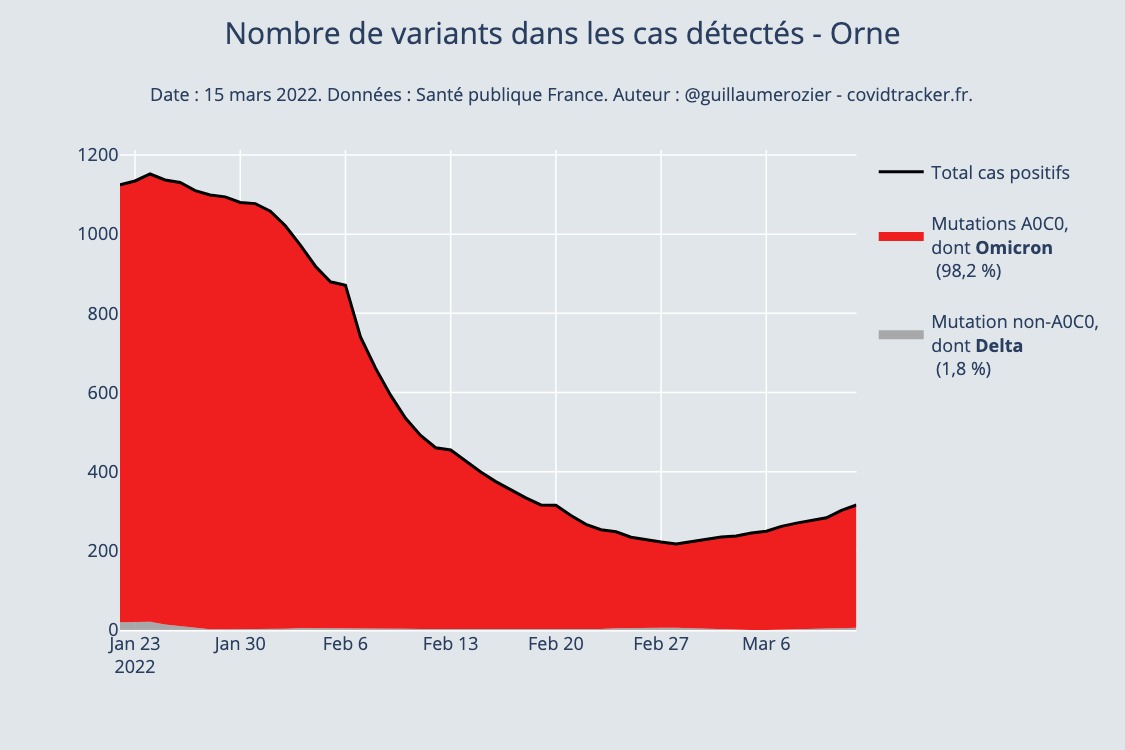 Nombre de variants dans les cas détectés - Orne
Date : 15 mars 2022. Données : Santé publique France. Auteur : @guillaumerozier - covidtracker.fr.
1200
1000
800
600
400
200
0
Jan 23
2022
Jan 30
Feb 6
Feb 13
Feb 20
Feb 27
Mar 6
Total cas positifs
Mutations A0C0,
dont Omicron
(98,2 %)
Mutation non-A0C0,
dont Delta
(1,8 %)